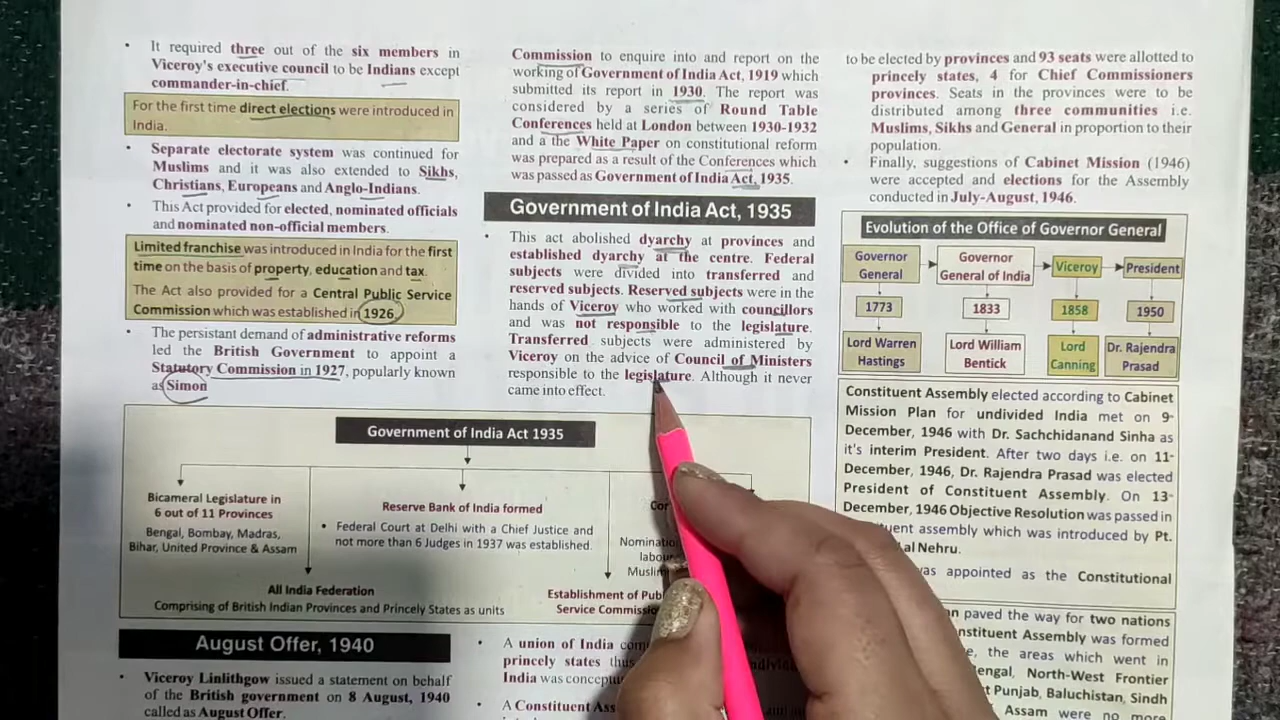 • It required three out of the six members in
Viceroy's executive council to be Indians except
commander-in-chief.
For the first time direct elections were introduced in
India.
• Separate electorate system was continued for
Muslims and it was also extended to Sikhs,
Christians, Europeans and Anglo-Indians.
• This Act provided for elected, nominated officials
and nominated non-official members.
Limited franchise was introduced in India for the first
time on the basis of property, education and tax.
The Act also provided for a Central Public Service
Commission which was established in 1926.
• The persistant demand of administrative reforms
led the British Government to appoint a
Statutory Commission in 1927, popularly known
as Simon
Commission to enquire into and report on the
working of Government of India Act, 1919 which
submitted its report in 1930. The report was
considered by a series of Round Table
Conferences held at London between 1930-1932
and a the White Paper on constitutional reform
was prepared as a result of the Conferences which
was passed as Government of India Act, 1935.
Government of India Act, 1935
• This act abolished dyarchy at provinces and
established dyarchy at the centre. Federal
subjects were divided into transferred and
reserved subjects. Reserved subjects were in the
hands of Viceroy who worked with councillors
and was not responsible to the legislature.
Transferred subjects were administered by
Viceroy on the advice of Council of Ministers
responsible to the legislature. Although it never
came into effect.
to be elected by provinces and 93 seats were allotted to
princely states, 4 for Chief Commissioners
provinces. Seats in the provinces were to be
distributed among three communities i.e.
Muslims, Sikhs and General in proportion to their
population.
• Finally, suggestions of Cabinet Mission (1946)
were accepted and elections for the Assembly
conducted in July-August, 1946.
Evolution of the Office of Governor General
Governor General
Governor General of India
Viceroy
President
1773
1833
1858
1950
Lord Warren Hastings
Lord William Bentick
Lord Canning
Dr. Rajendra Prasad
Constituent Assembly elected according to Cabinet
Mission Plan for undivided India met on 9-
December, 1946 with Dr. Sachchidanand Sinha as
it's interim President. After two days i.e. on 11-
December, 1946, Dr. Rajendra Prasad was elected
President of Constituent Assembly. On 13-
December, 1946 Objective Resolution was passed in
assembly which was introduced by Pt.
Nehru.
was appointed as the Constitutional
paved the way for two nations
Assembly was formed
the areas which went in
North-West Frontier
Punjab, Baluchistan, Sindh
Assam were no more
Government of India Act 1935
Bicameral Legislature in
6 out of 11 Provinces
Bengal, Bombay, Madras,
Bihar, United Province & Assam
Reserve Bank of India formed
• Federal Court at Delhi with a Chief Justice and
not more than 6 Judges in 1937 was established.
All India Federation
Comprising of British Indian Provinces and Princely States as units
Establishment of
Service
August Offer, 1940
• Viceroy Linlithgow issued a statement on behalf
of the British government on 8 August, 1940
called as August Offer.
• A union of India
princely states
India was
• A Constituent